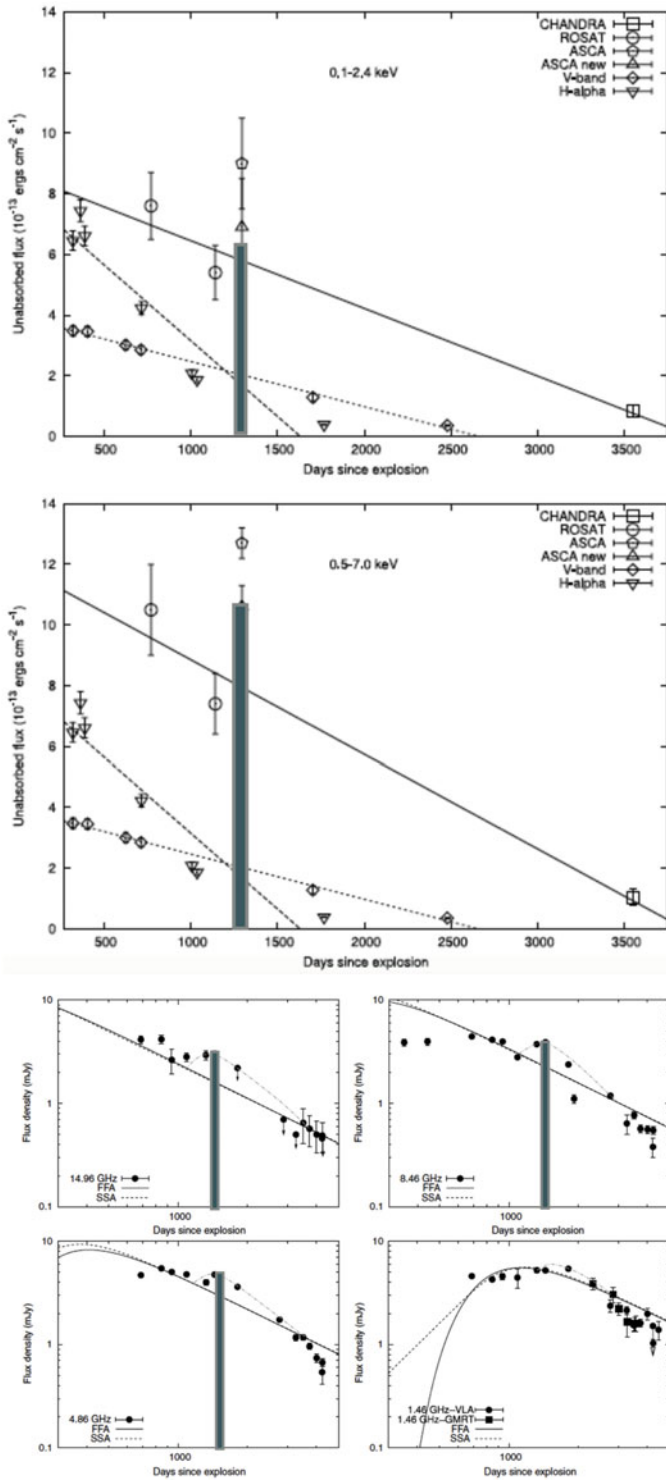 14
12
10
8
6
4
2
0
Unabsorbed flux (10⁻¹³ ergs cm⁻² s⁻¹)
0.1-2.4 keV
CHANDRA
ROSAT
ASCA
ASCA new
V-band
H-alpha
500 1000 1500 2000 2500 3000 3500
Days since explosion
14
12
10
8
6
4
2
0
Unabsorbed flux (10⁻¹³ ergs cm⁻² s⁻¹)
0.5-7.0 keV
CHANDRA
ROSAT
ASCA
ASCA new
V-band
H-alpha
500 1000 1500 2000 2500 3000 3500
Days since explosion
10
1
0.1
Flux density (mJy)
14.96 GHz
FFA
SSA
1000
Days since explosion
10
1
0.1
Flux density (mJy)
8.46 GHz
FFA
SSA
1000
Days since explosion
10
1
0.1
Flux density (mJy)
4.86 GHz
FFA
SSA
1000
Days since explosion
10
1
0.1
Flux density (mJy)
1.46 GHz–VLA
1.46 GHz–GMRT
FFA
SSA
1000
Days since explosion